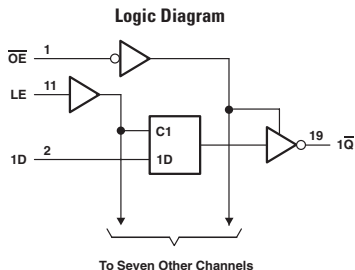 Logic Diagram
OE 1
LE 11
C1
1D 2
1D
19 1Q
To Seven Other Channels